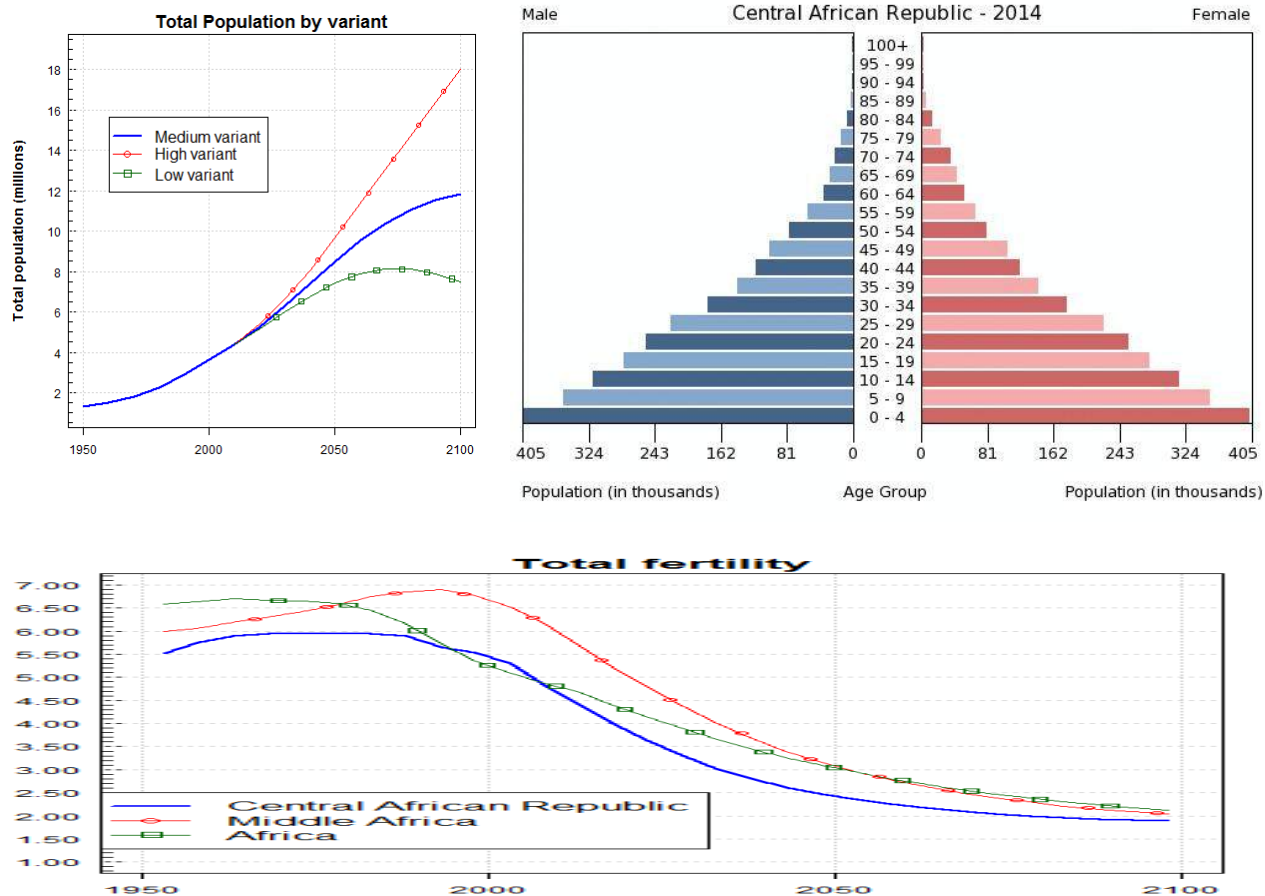 Total Population by variant
Total population (millions)
18
16
14
12
10
8
6
4
2
Medium variant
High variant
Low variant
1950
2000
2050
2100
Male
Central African Republic - 2014
Female
100+
95 - 99
90 - 94
85 - 89
80 - 84
75 - 79
70 - 74
65 - 69
60 - 64
55 - 59
50 - 54
45 - 49
40 - 44
35 - 39
30 - 34
25 - 29
20 - 24
15 - 19
10 - 14
5 - 9
0 - 4
405 324 243 162 81 0 0 81 162 243 324 405
Population (in thousands)
Age Group
Population (in thousands)
Total fertility
7.00
6.50
6.00
5.50
5.00
4.50
4.00
3.50
3.00
2.50
2.00
1.50
1.00
Central African Republic
Middle Africa
Africa
1950
2000
2050
2100